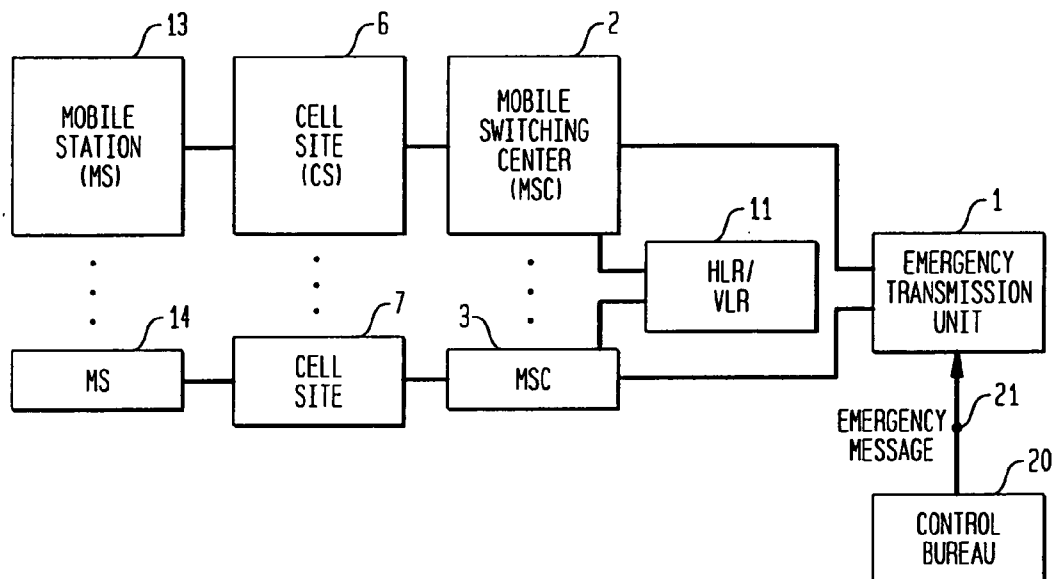 13
6
2
MOBILE
STATION
(MS)
CELL
SITE
(CS)
MOBILE
SWITCHING
CENTER
(MSC)
11
HLR/
VLR
1
EMERGENCY
TRANSMISSION
UNIT
14
MS
7
CELL
SITE
3
MSC
EMERGENCY
MESSAGE
21
20
CONTROL
BUREAU